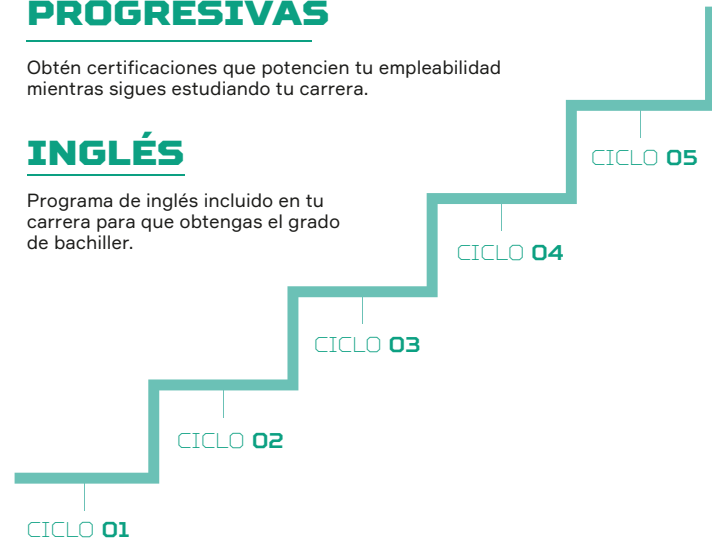 PROGRESIVAS
Obtén certificaciones que potencien tu empleabilidad
mientras sigues estudiando tu carrera.
INGLÉS
Programa de inglés incluido en tu
carrera para que obtengas el grado
de bachiller.
CICLO 05
CICLO 04
CICLO 03
CICLO 02
CICLO 01